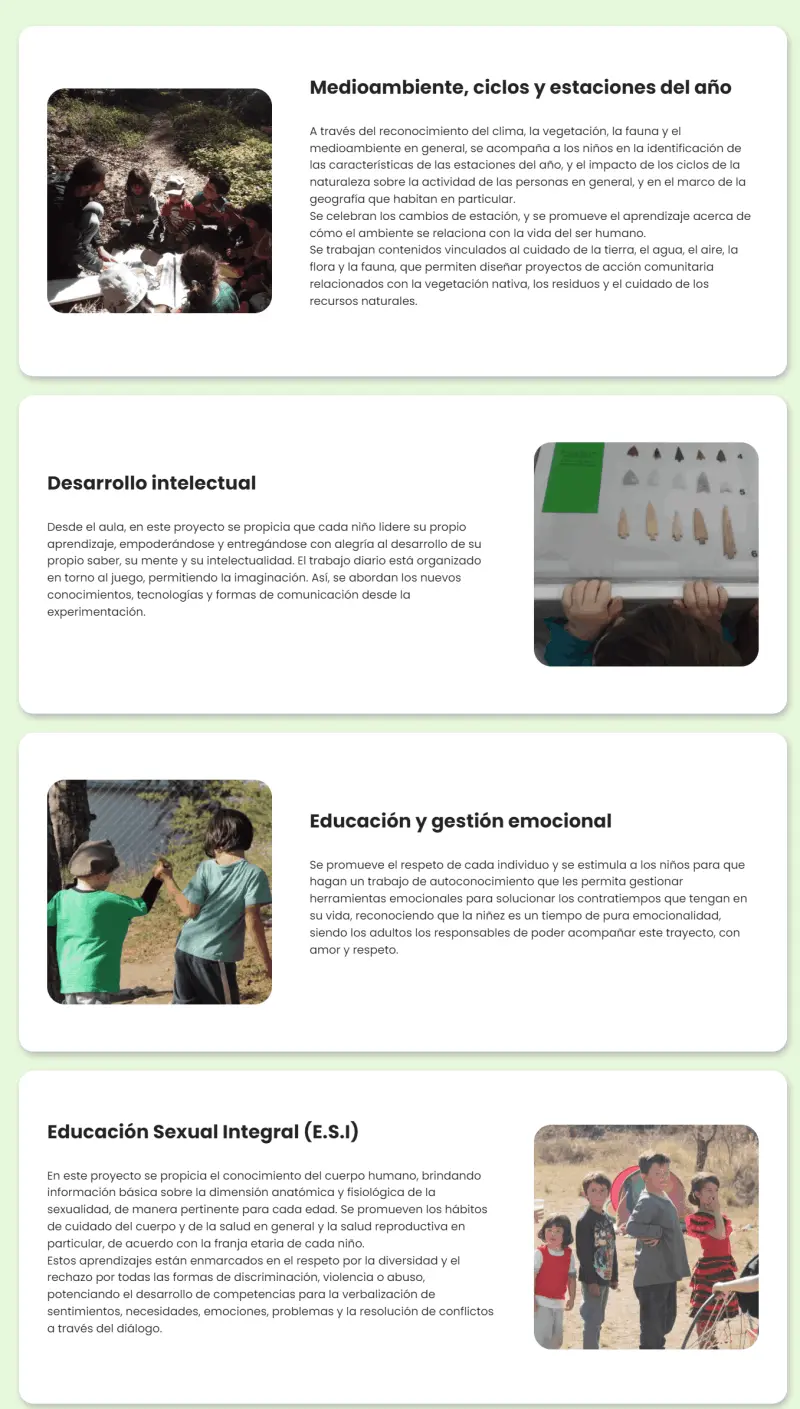 Medioambiente, ciclos y estaciones del año
A través del reconocimiento del clima, la vegetación, la fauna y el
medioambiente en general, se acompaña a los niños en la identificación de
las características de las estaciones del año, y el impacto de los ciclos de la
naturaleza sobre la actividad de las personas en general, y en el marco de la
geografía que habitan en particular.
Se celebran los cambios de estación, y se promueve el aprendizaje acerca de
cómo el ambiente se relaciona con la vida del ser humano.
Se trabajan contenidos vinculados al cuidado de la tierra, el agua, el aire, la
flora y la fauna, que permiten diseñar proyectos de acción comunitaria
relacionados con la vegetación nativa, los residuos y el cuidado de los
recursos naturales.
Desarrollo intelectual
Desde el aula, en este proyecto se propicia que cada niño lidere su propio
aprendizaje, empoderándose y entregándose con alegría al desarrollo de su
propio saber, su mente y su intelectualidad. El trabajo diario está organizado
en torno al juego, permitiendo la imaginación. Así, se abordan los nuevos
conocimientos, tecnologías y formas de comunicación desde la
experimentación.
4
5
6
Educación y gestión emocional
Se promueve el respeto de cada individuo y se estimula a los niños para que
hagan un trabajo de autoconocimiento que les permita gestionar
herramientas emocionales para solucionar los contratiempos que tengan en
su vida, reconociendo que la niñez es un tiempo de pura emocionalidad,
siendo los adultos los responsables de poder acompañar este trayecto, con
amor y respeto.
Educación Sexual Integral (E.S.I)
En este proyecto se propicia el conocimiento del cuerpo humano, brindando
información básica sobre la dimensión anatómica y fisiológica de la
sexualidad, de manera pertinente para cada edad. Se promueven los hábitos
de cuidado del cuerpo y de la salud en general y la salud reproductiva en
particular, de acuerdo con la franja etaria de cada niño.
Estos aprendizajes están enmarcados en el respeto por la diversidad y el
rechazo por todas las formas de discriminación, violencia o abuso,
potenciando el desarrollo de competencias para la verbalización de
sentimientos, necesidades, emociones, problemas y la resolución de conflictos
a través del diálogo.